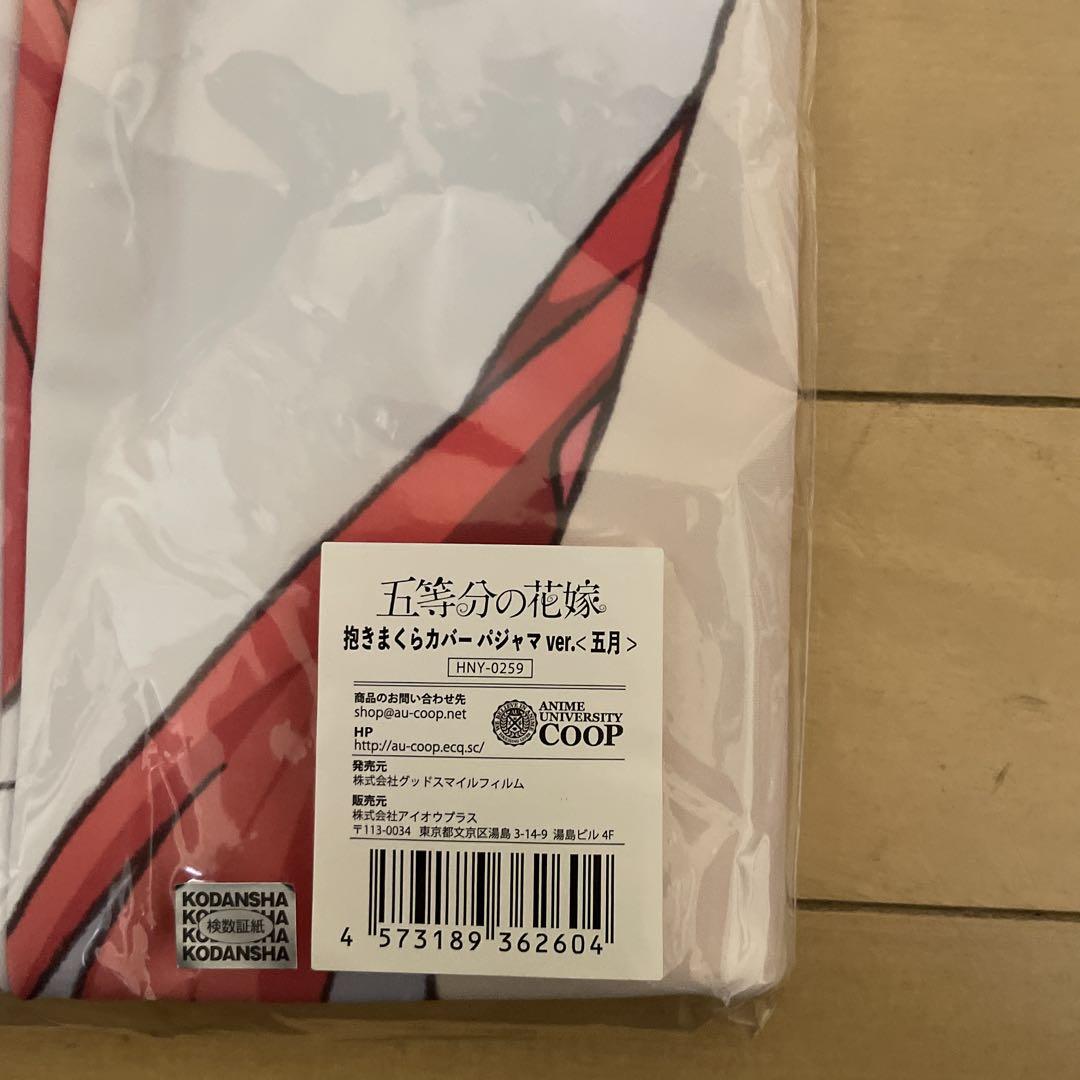 五等分の花嫁
抱きまくらカバー パジャマ ver.<五月>
HNY-0259
商品のお問い合わせ先
shop@au-coop.net
HP
http://au-coop.ecq.sc/
ANIME
UNIVERSITY
COOP
発売元
株式会社グッドスマイルフィルム
販売元
株式会社アイオウプラス
〒113-0034 東京都文京区湯島 3-14-9 湯島ビル 4F
4 573189 362604
KODANSHA
検数証紙
KODANSHA